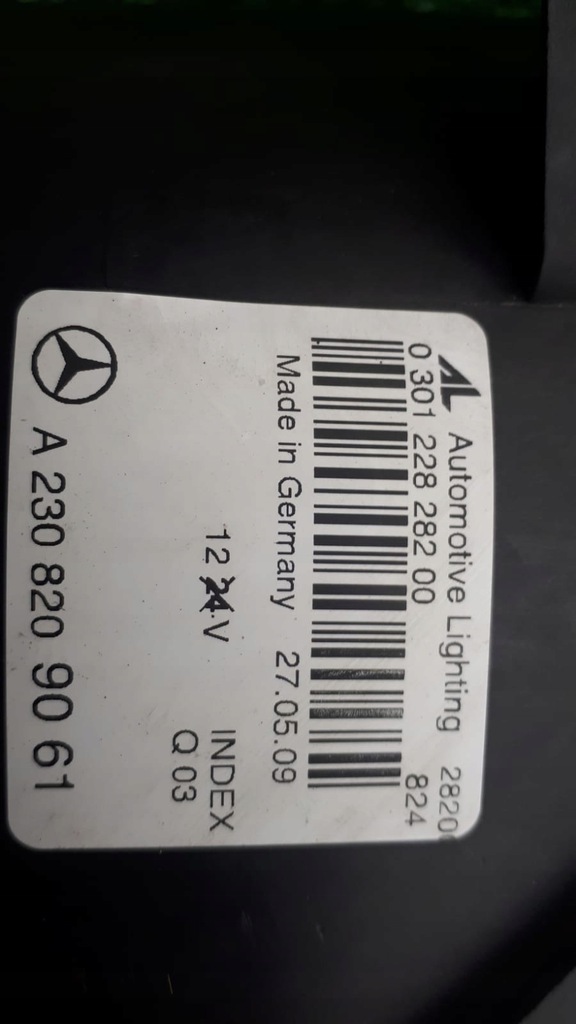 AL Automotive Lighting 2820
0 301 228 282 00 824
Made in Germany 27.05.09
12 24 V INDEX
Q 03
A 230 820 90 61